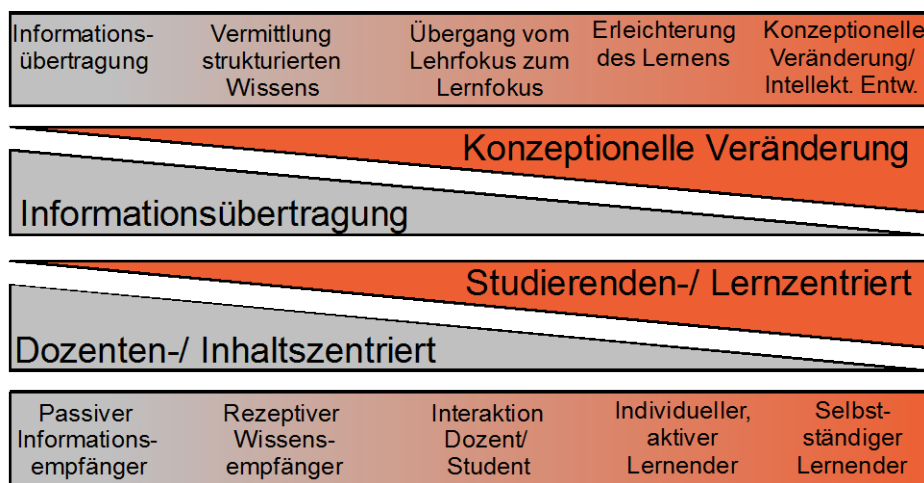 Informations-
übertragung
Vermittlung
strukturierten
Wissens
Übergang vom
Lehrfokus zum
Lernfokus
Erleichterung
des Lernens
Konzeptionelle
Veränderung/
Intellekt. Entw.
Konzeptionelle Veränderung
Informationsübertragung
Studierenden-/ Lernzentriert
Dozenten-/ Inhaltszentriert
Passiver
Informations-
empfänger
Rezeptiver
Wissens-
empfänger
Interaktion
Dozent/
Student
Individueller,
aktiver
Lernender
Selbst-
ständiger
Lernender